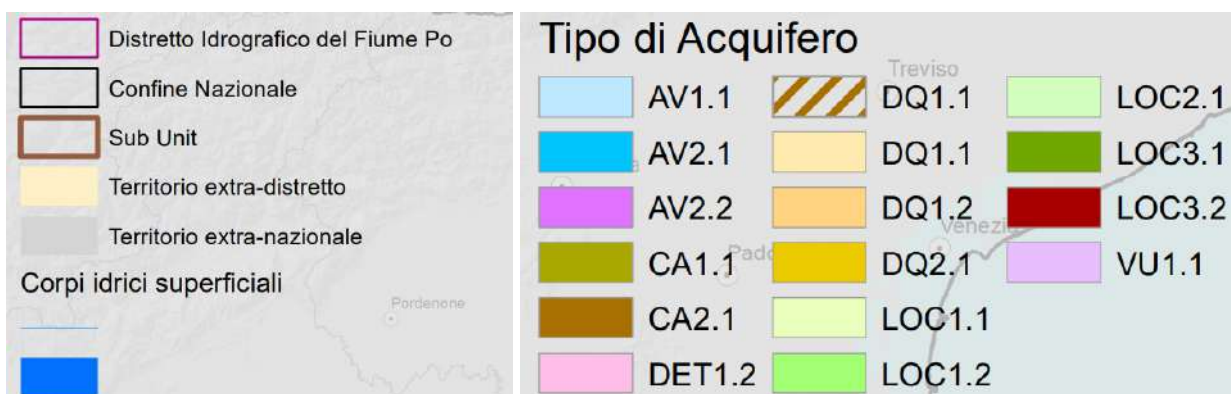 Distretto Idrografico del Fiume Po
Confine Nazionale
Sub Unit
Territorio extra-distretto
Territorio extra-nazionale
Corpi idrici superficiali
Pordenone
Tipo di Acquifero
Treviso
AV1.1
AV2.1
AV2.2
CA1.1
CA2.1
DET1.2
DQ1.1
DQ1.1
DQ1.2
DQ2.1
LOC1.1
LOC1.2
LOC2.1
LOC3.1
LOC3.2
VU1.1
Venezia